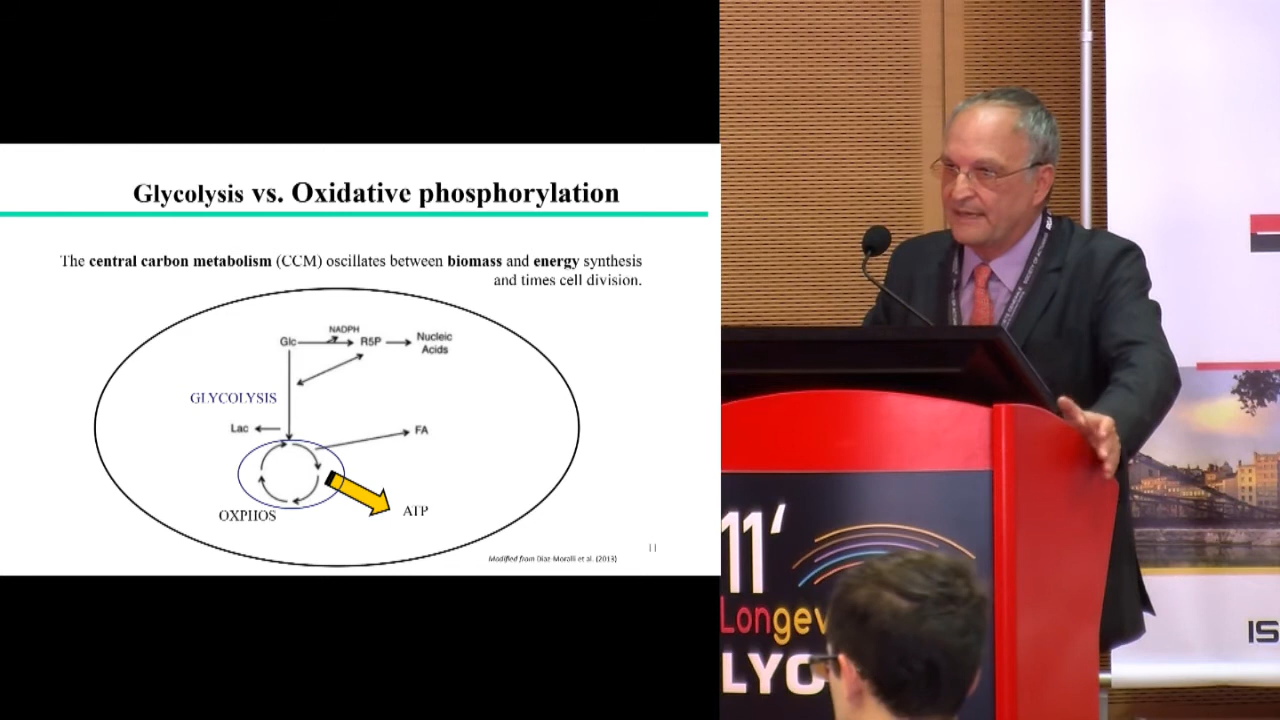 Glycolysis vs. Oxidative phosphorylation
The central carbon metabolism (CCM) oscillates between biomass and energy synthesis
and times cell division.
NADPH
Glc
R5P
Nucleic
Acids
GLYCOLYSIS
Lac
FA
OXPHOS
ATP
Modified from Diaz-Moralli et al. (2013)
11
11‘
Longev
LYO
IS